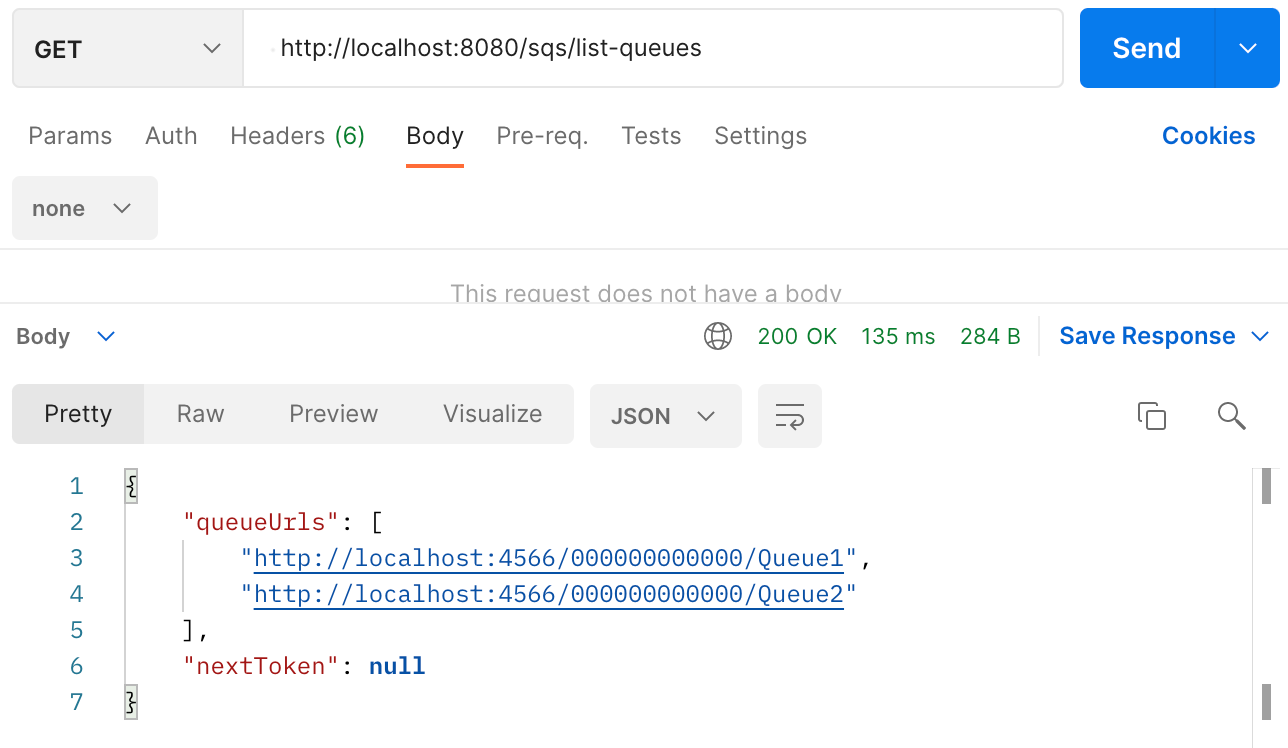 GET http://localhost:8080/sqs/list-queues Send
Params Auth Headers (6) Body Pre-req. Tests Settings Cookies
none
This request does not have a body
Body 200 OK 135 ms 284 B Save Response
Pretty Raw Preview Visualize JSON
1 {
2 "queueUrls": [
3 "http://localhost:4566/000000000000/Queue1",
4 "http://localhost:4566/000000000000/Queue2"
5 ],
6 "nextToken": null
7 }